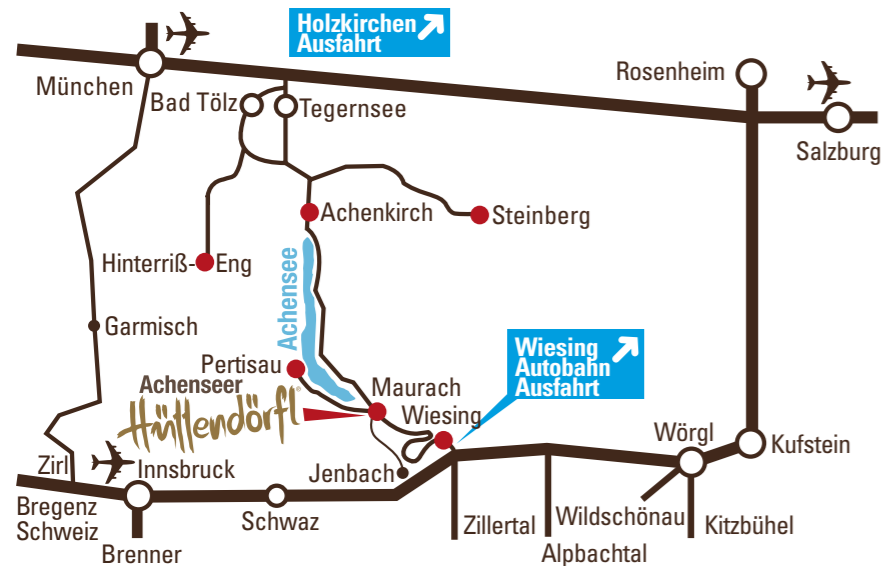 Holzkirchen
Ausfahrt
München
Rosenheim
Bad Tölz
Tegernsee
Salzburg
Achenkirch
Steinberg
Hinterriß-
Eng
Achensee
Garmisch
Wiesing
Autobahn
Ausfahrt
Pertisau
Achenseer
Hüttendörfl®
Maurach
Wiesing
Wörgl
Kufstein
Zirl
Innsbruck
Jenbach
Bregenz
Schweiz
Schwaz
Zillertal
Wildschönau
Kitzbühel
Brenner
Alpbachtal